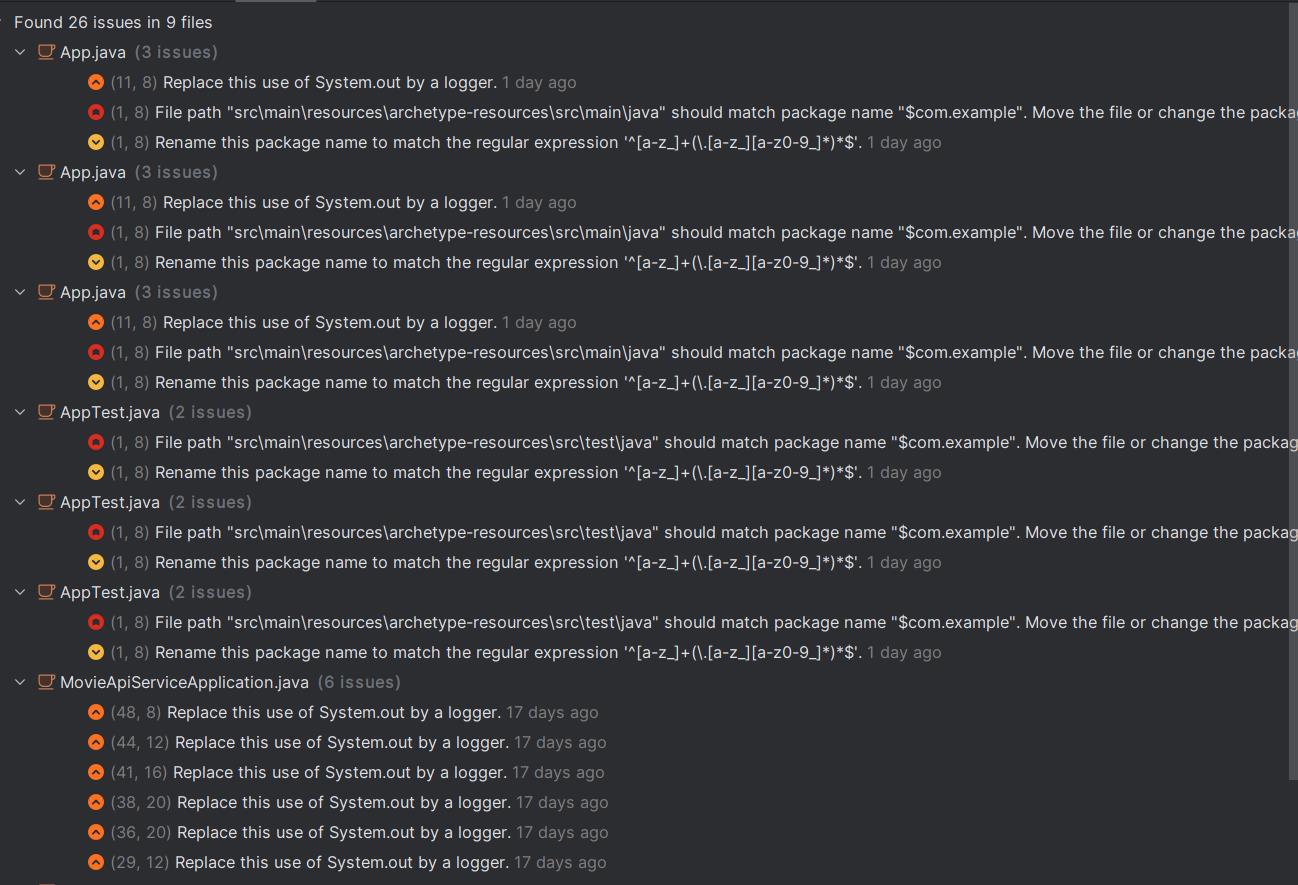 Found 26 issues in 9 files
App.java (3 issues)
(11, 8) Replace this use of System.out by a logger. 1 day ago
(1, 8) File path "src\main\resources\archetype-resources\src\main\java" should match package name "$com.example". Move the file or change the packa
(1, 8) Rename this package name to match the regular expression '^[a-z_]+(\.[a-z_][a-z0-9_]*)*$'. 1 day ago
App.java (3 issues)
(11, 8) Replace this use of System.out by a logger. 1 day ago
(1, 8) File path "src\main\resources\archetype-resources\src\main\java" should match package name "$com.example". Move the file or change the packa
(1, 8) Rename this package name to match the regular expression '^[a-z_]+(\.[a-z_][a-z0-9_]*)*$'. 1 day ago
App.java (3 issues)
(11, 8) Replace this use of System.out by a logger. 1 day ago
(1, 8) File path "src\main\resources\archetype-resources\src\main\java" should match package name "$com.example". Move the file or change the packa
(1, 8) Rename this package name to match the regular expression '^[a-z_]+(\.[a-z_][a-z0-9_]*)*$'. 1 day ago
AppTest.java (2 issues)
(1, 8) File path "src\main\resources\archetype-resources\src\test\java" should match package name "$com.example". Move the file or change the packag
(1, 8) Rename this package name to match the regular expression '^[a-z_]+(\.[a-z_][a-z0-9_]*)*$'. 1 day ago
AppTest.java (2 issues)
(1, 8) File path "src\main\resources\archetype-resources\src\test\java" should match package name "$com.example". Move the file or change the packag
(1, 8) Rename this package name to match the regular expression '^[a-z_]+(\.[a-z_][a-z0-9_]*)*$'. 1 day ago
AppTest.java (2 issues)
(1, 8) File path "src\main\resources\archetype-resources\src\test\java" should match package name "$com.example". Move the file or change the packag
(1, 8) Rename this package name to match the regular expression '^[a-z_]+(\.[a-z_][a-z0-9_]*)*$'. 1 day ago
MovieApiServiceApplication.java (6 issues)
(48, 8) Replace this use of System.out by a logger. 17 days ago
(44, 12) Replace this use of System.out by a logger. 17 days ago
(41, 16) Replace this use of System.out by a logger. 17 days ago
(38, 20) Replace this use of System.out by a logger. 17 days ago
(36, 20) Replace this use of System.out by a logger. 17 days ago
(29, 12) Replace this use of System.out by a logger. 17 days ago